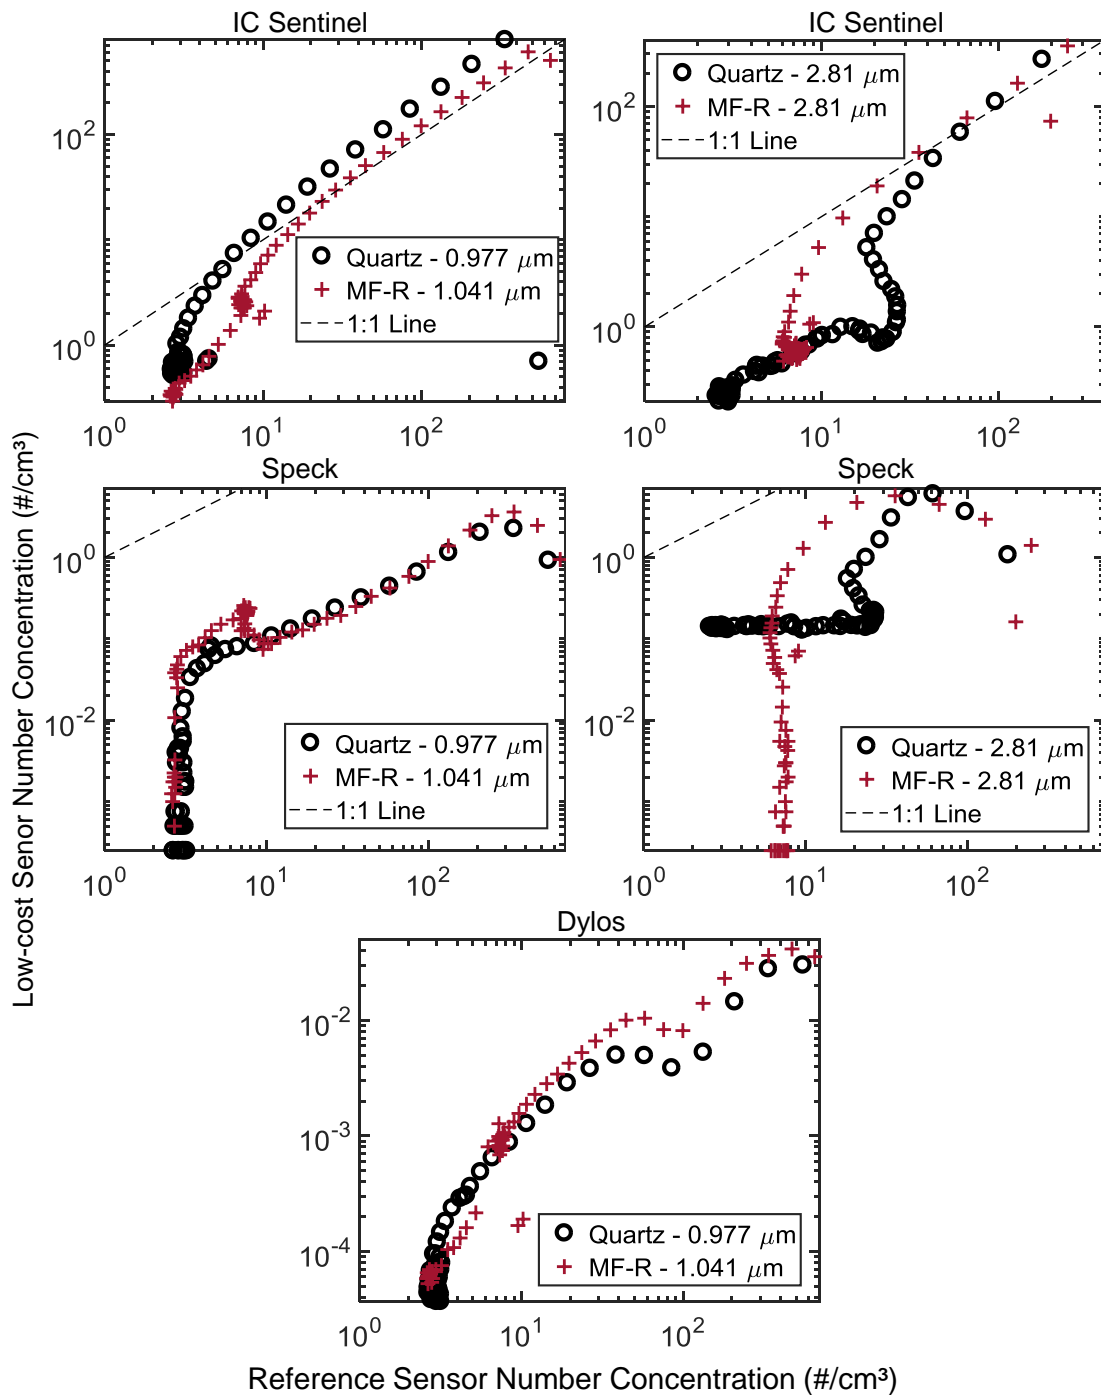 IC Sentinel
IC Sentinel
10²
10¹
10⁰
Quartz - 0.977 μm
MF-R - 1.041 μm
1:1 Line
10⁰
10¹
10²
10²
10¹
10⁰
Quartz - 2.81 μm
MF-R - 2.81 μm
1:1 Line
10⁰
10¹
10²
Low-cost Senor Number Concentration (#/cm³)
Speck
Speck
10⁰
10⁻²
Quartz - 0.977 μm
MF-R - 1.041 μm
1:1 Line
10⁰
10¹
10²
10⁰
10⁻²
Quartz - 2.81 μm
MF-R - 2.81 μm
1:1 Line
10⁰
10¹
10²
Dylos
10⁻²
10⁻³
10⁻⁴
Quartz - 0.977 μm
MF-R - 1.041 μm
10⁰
10¹
10²
Reference Sensor Number Concentration (#/cm³)